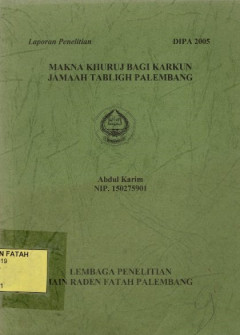 Laporan Penelitian DIPA 2005
MAKNA KHURUJ BAGI KARKUN
JAMAAH TABLIGH PALEMBANG
Abdul Karim
NIP. 150275901
LEMBAGA PENELITIAN
IAIN RADEN FATAH PALEMBANG
N FATAH